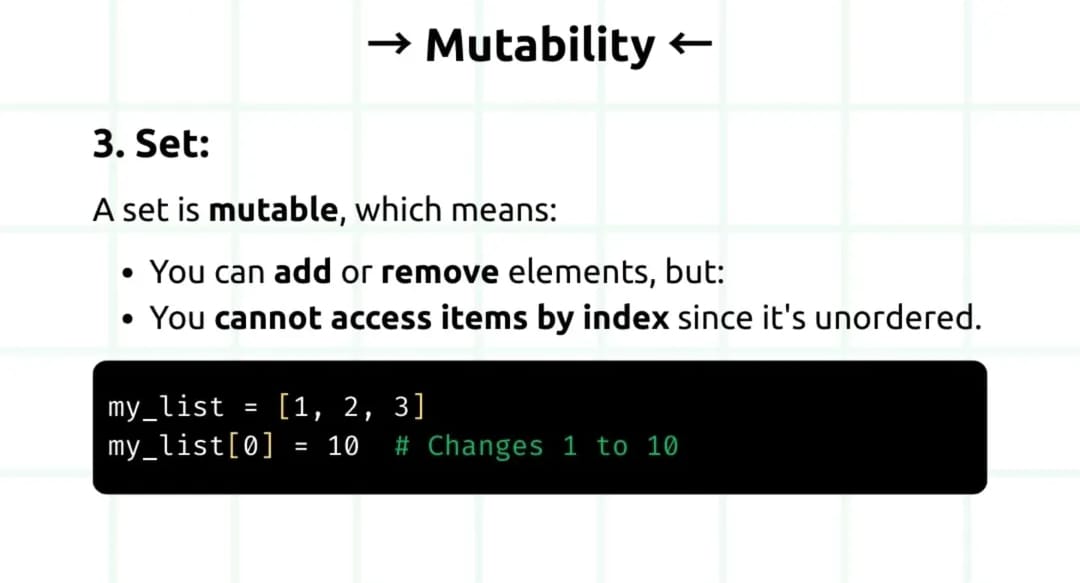 → Mutability ←
3. Set:
A set is mutable, which means:
• You can add or remove elements, but:
• You cannot access items by index since it's unordered.
my_list = [1, 2, 3]
my_list[0] = 10  # Changes 1 to 10